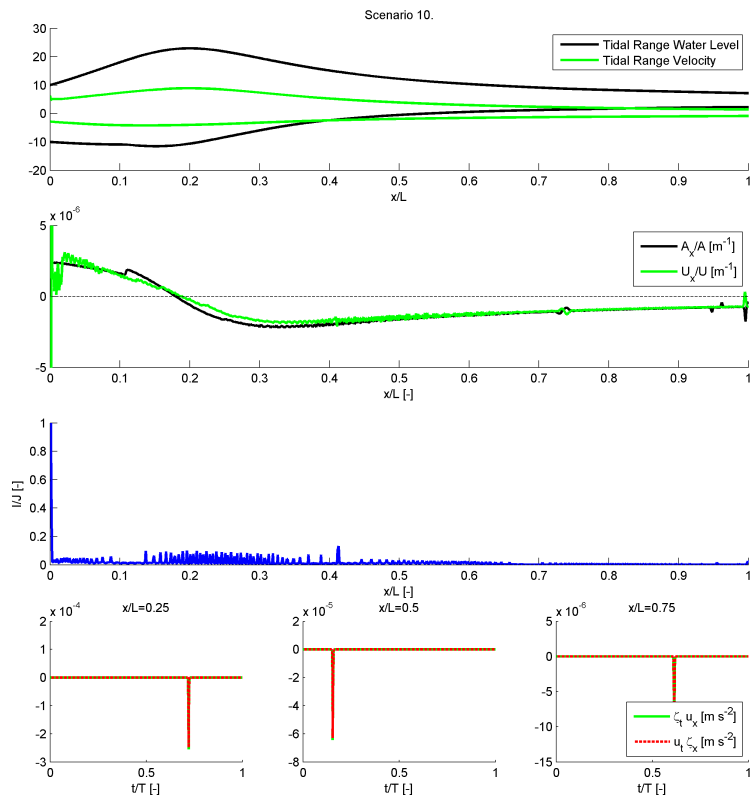 Scenario 10.
30
20
10
0
-10
-20
Tidal Range Water Level
Tidal Range Velocity
0 0.1 0.2 0.3 0.4 0.5 0.6 0.7 0.8 0.9 1
x/L
x 10⁻⁶
5
0
-5
Aₓ/A [m⁻¹]
Uₓ/U [m⁻¹]
0 0.1 0.2 0.3 0.4 0.5 0.6 0.7 0.8 0.9 1
x/L [-]
I/J [-]
1
0.8
0.6
0.4
0.2
0
0 0.1 0.2 0.3 0.4 0.5 0.6 0.7 0.8 0.9 1
x/L [-]
x 10⁻⁴
x/L=0.25
2
1
0
-1
-2
-3
0 0.5 1
t/T [-]
x 10⁻⁵
x/L=0.5
2
0
-2
-4
-6
-8
0 0.5 1
t/T [-]
x 10⁻⁶
x/L=0.75
5
0
-5
-10
-15
ζₜ uₓ [m s⁻²]
uₜ ζₓ [m s⁻²]
0 0.5 1
t/T [-]